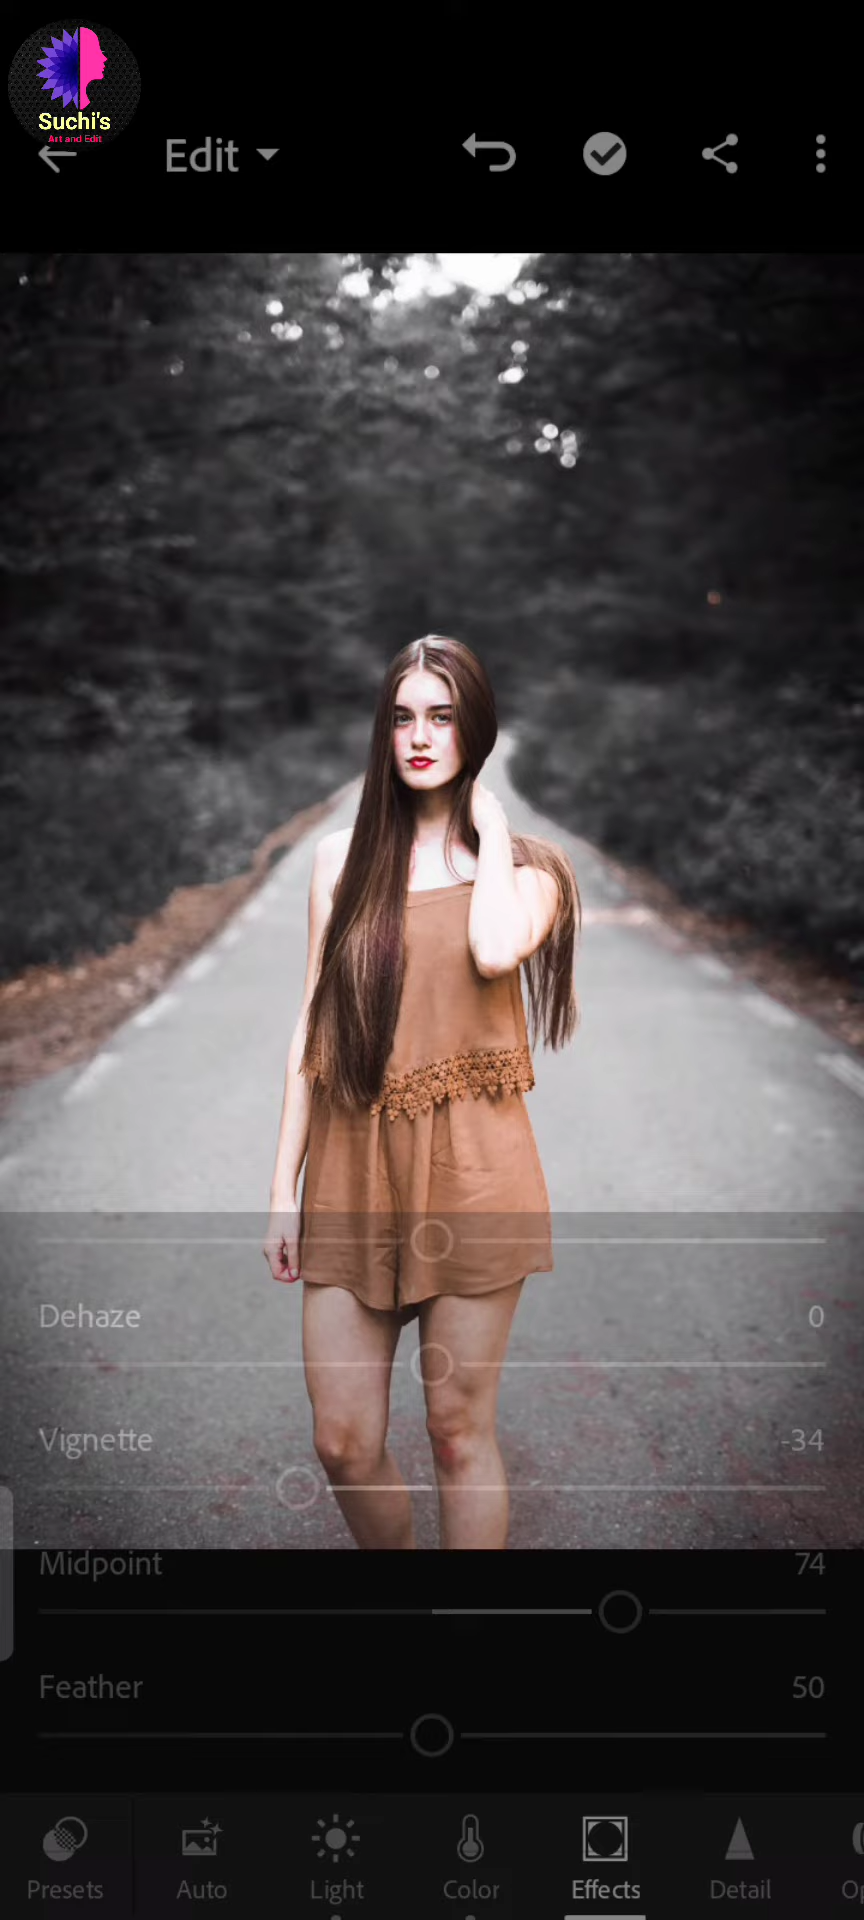 Suchi's
Art and Edit
Edit
Dehaze 0
Vignette -34
Midpoint 74
Feather 50
Presets Auto Light Color Effects Detail